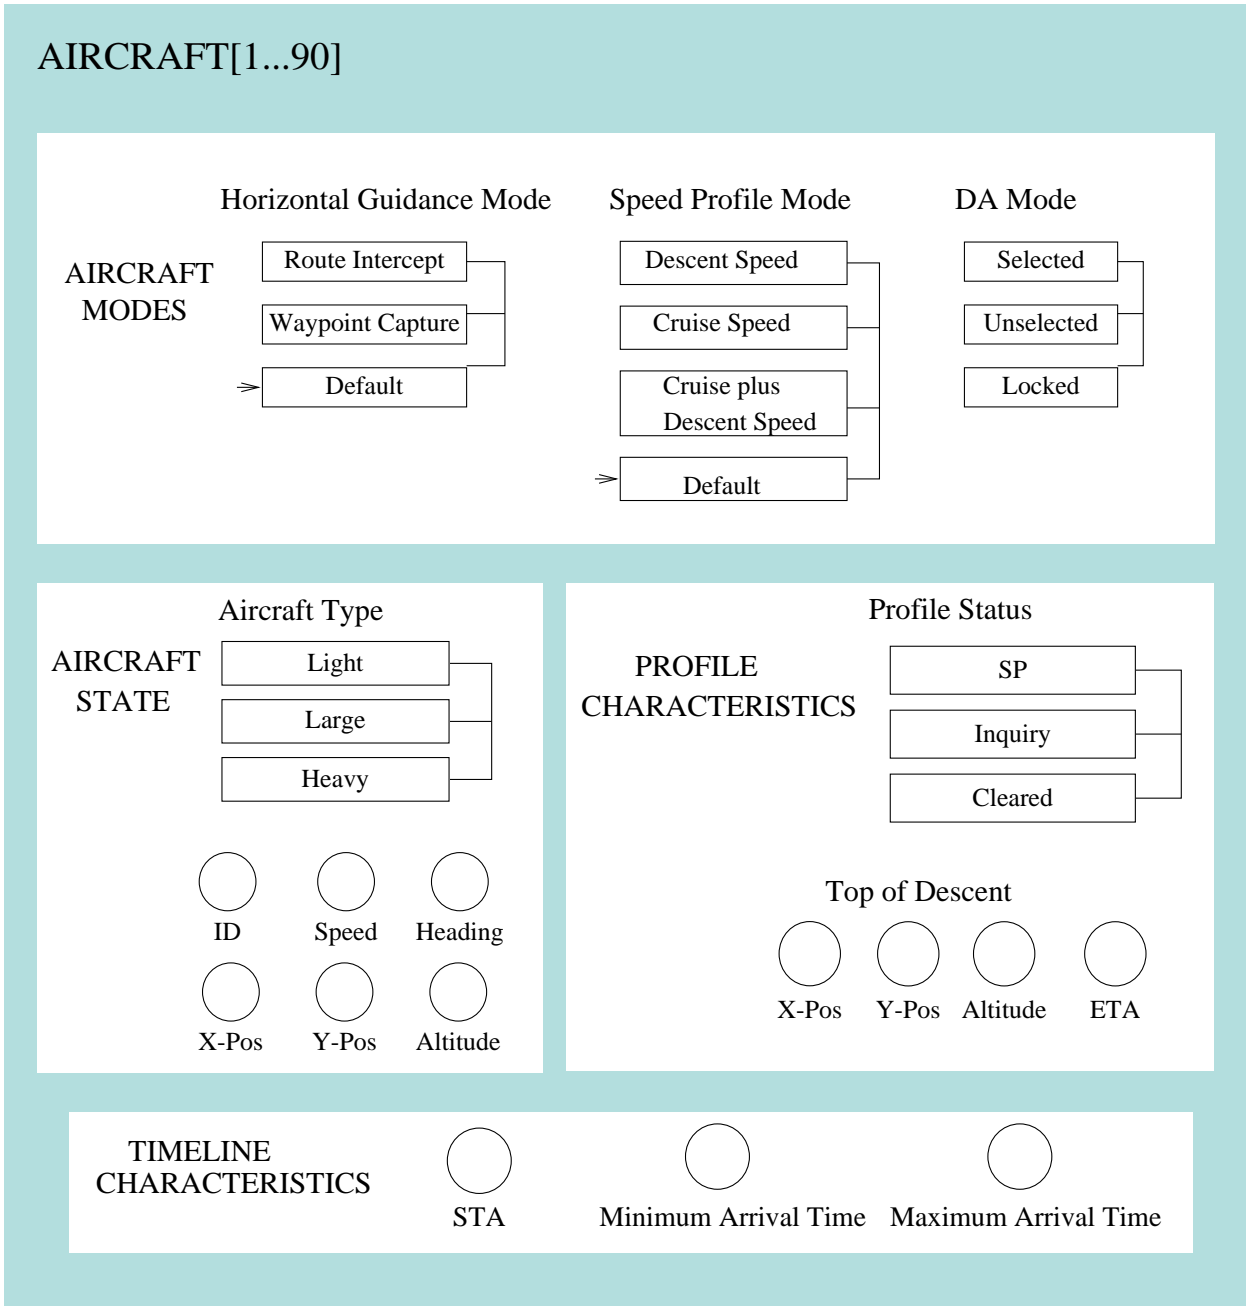 AIRCRAFT[1...90]
Horizontal Guidance Mode
Speed Profile Mode
DA Mode
AIRCRAFT
MODES
Route Intercept
Waypoint Capture
Default
Descent Speed
Cruise Speed
Cruise plus
Descent Speed
Default
Selected
Unselected
Locked
Aircraft Type
AIRCRAFT
STATE
Light
Large
Heavy
ID
Speed
Heading
X-Pos
Y-Pos
Altitude
Profile Status
PROFILE
CHARACTERISTICS
SP
Inquiry
Cleared
Top of Descent
X-Pos
Y-Pos
Altitude
ETA
TIMELINE
CHARACTERISTICS
STA
Minimum Arrival Time
Maximum Arrival Time